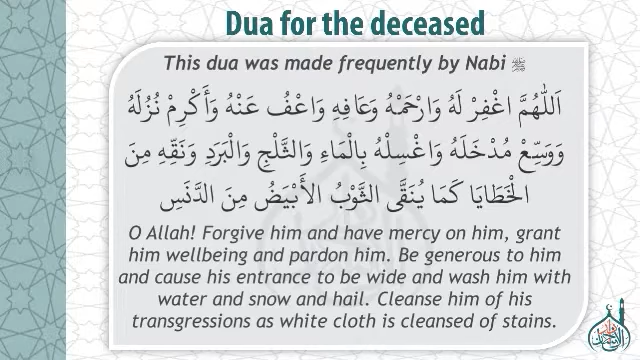 Dua for the deceased
This dua was made frequently by Nabi ﷺ
اَللّٰهُمَّ اغْفِرْ لَهُ وَارْحَمْهُ وَعَافِهِ وَاعْفُ عَنْهُ وَأَكْرِمْ نُزُلَهُ
وَوَسِّعْ مُدْخَلَهُ وَاغْسِلْهُ بِالْمَاءِ وَالثَّلْجِ وَالْبَرَدِ وَنَقِّهِ مِنَ
الْخَطَايَا كَمَا يُنَقَّى الثَّوْبُ الأَبْيَضُ مِنَ الدَّنَسِ
O Allah! Forgive him and have mercy on him, grant
him wellbeing and pardon him. Be generous to him
and cause his entrance to be wide and wash him with
water and snow and hail. Cleanse him of his
transgressions as white cloth is cleansed of stains.